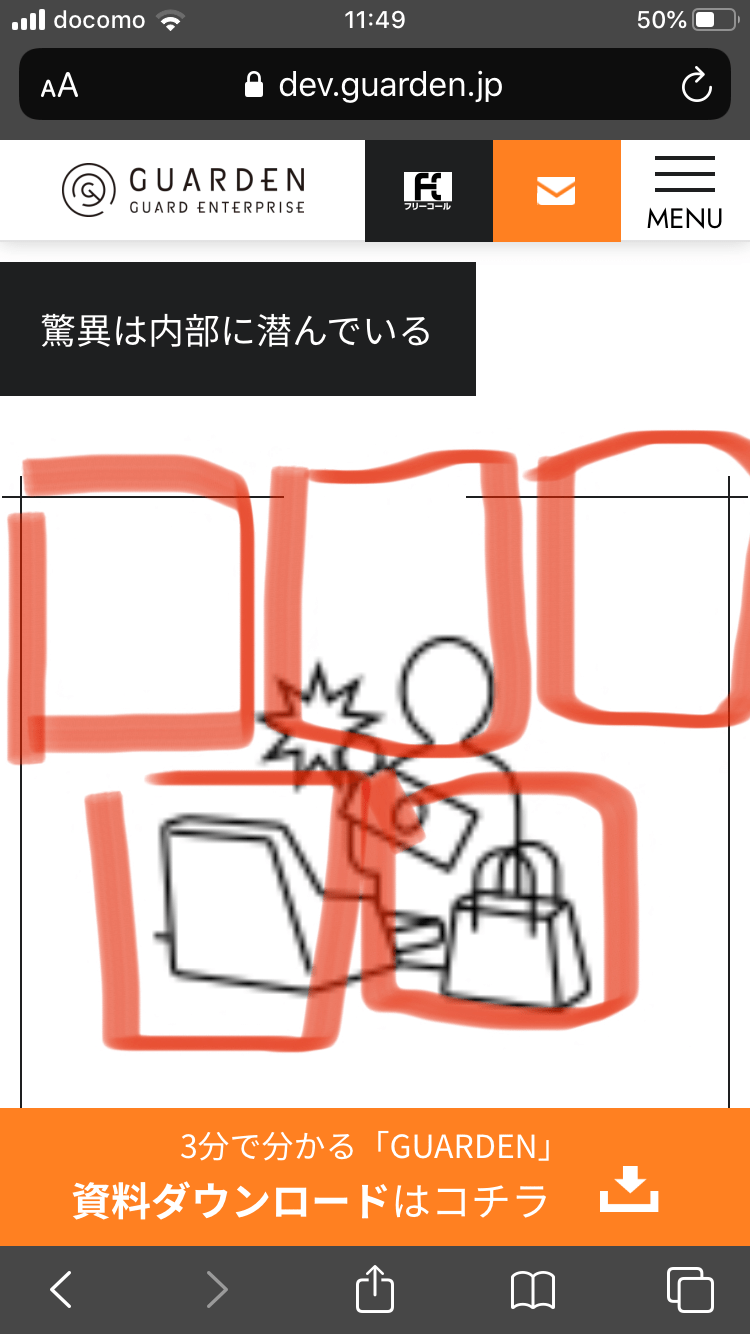 docomo 11:49 50%
AA dev.guarden.jp
GUARDEN
GUARD ENTERPRISE
フリーコール
MENU
驚異は内部に潜んでいる
3分で分かる「GUARDEN」
資料ダウンロードはコチラ